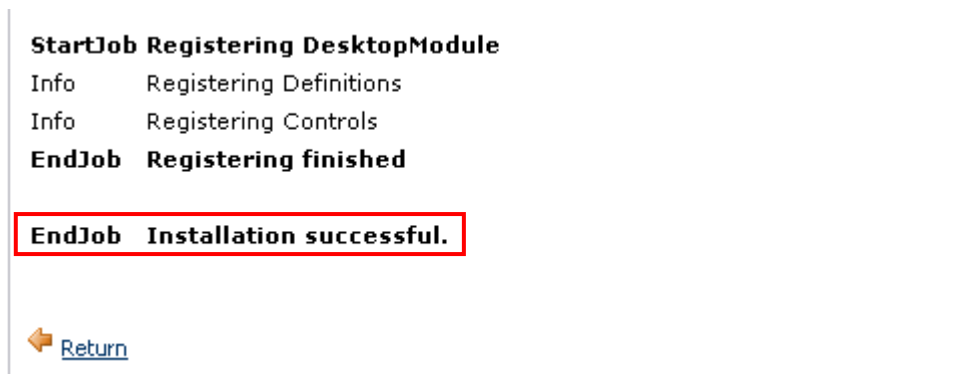 StartJob Registering DesktopModule
Info Registering Definitions
Info Registering Controls
EndJob Registering finished
EndJob Installation successful.
Return